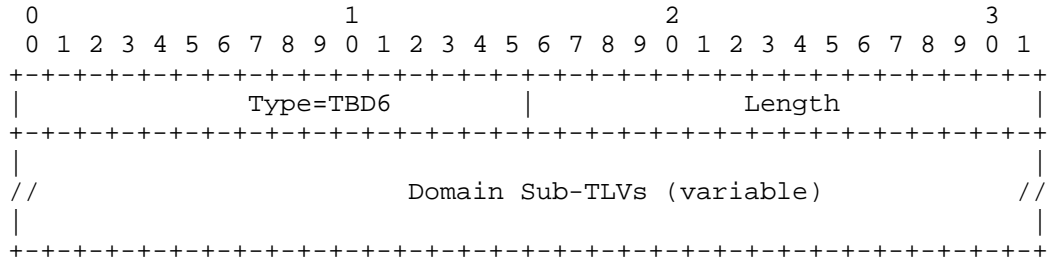 0                   1                   2                   3
 0 1 2 3 4 5 6 7 8 9 0 1 2 3 4 5 6 7 8 9 0 1 2 3 4 5 6 7 8 9 0 1
+-+-+-+-+-+-+-+-+-+-+-+-+-+-+-+-+-+-+-+-+-+-+-+-+-+-+-+-+-+-+-+-+
|              Type=TBD6        |             Length            |
+-+-+-+-+-+-+-+-+-+-+-+-+-+-+-+-+-+-+-+-+-+-+-+-+-+-+-+-+-+-+-+-+
|                                                               |
//                       Domain Sub-TLVs (variable)            //
|                                                               |
+-+-+-+-+-+-+-+-+-+-+-+-+-+-+-+-+-+-+-+-+-+-+-+-+-+-+-+-+-+-+-+-+